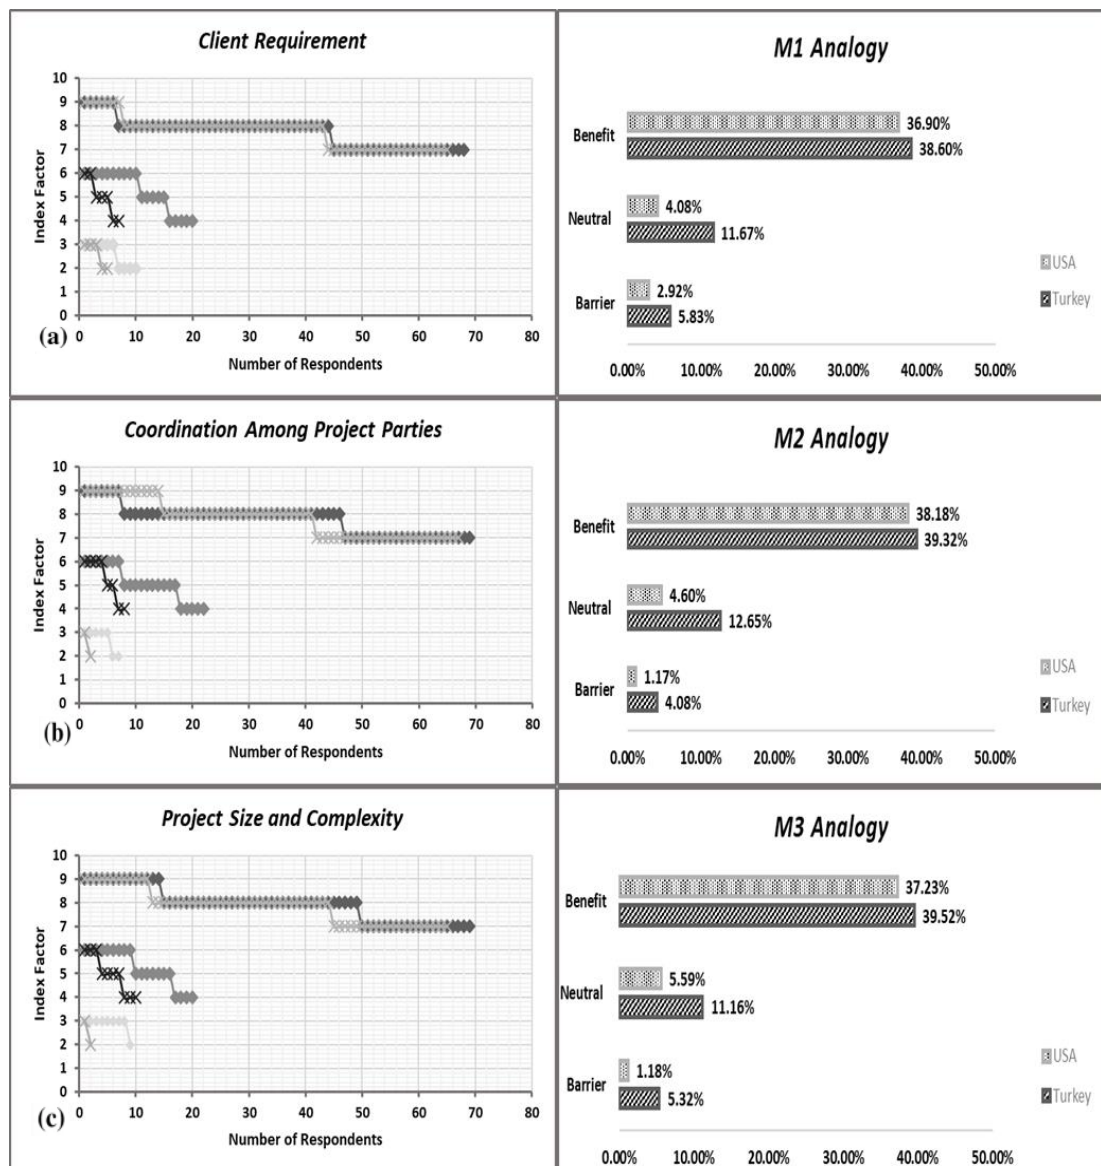 Client Requirement
10
9
8
7
6
5
4
3
2
1
0
Index Factor
0 10 20 30 40 50 60 70 80
Number of Respondents
(a)
M1 Analogy
Benefit
36.90%
38.60%
Neutral
4.08%
11.67%
Barrier
2.92%
5.83%
USA
Turkey
0.00% 10.00% 20.00% 30.00% 40.00% 50.00%
Coordination Among Project Parties
10
9
8
7
6
5
4
3
2
1
0
Index Factor
0 10 20 30 40 50 60 70 80
Number of Respondents
(b)
M2 Analogy
Benefit
38.18%
39.32%
Neutral
4.60%
12.65%
Barrier
1.17%
4.08%
USA
Turkey
0.00% 10.00% 20.00% 30.00% 40.00% 50.00%
Project Size and Complexity
10
9
8
7
6
5
4
3
2
1
0
Index Factor
0 10 20 30 40 50 60 70 80
Number of Respondents
(c)
M3 Analogy
Benefit
37.23%
39.52%
Neutral
5.59%
11.16%
Barrier
1.18%
5.32%
USA
Turkey
0.00% 10.00% 20.00% 30.00% 40.00% 50.00%